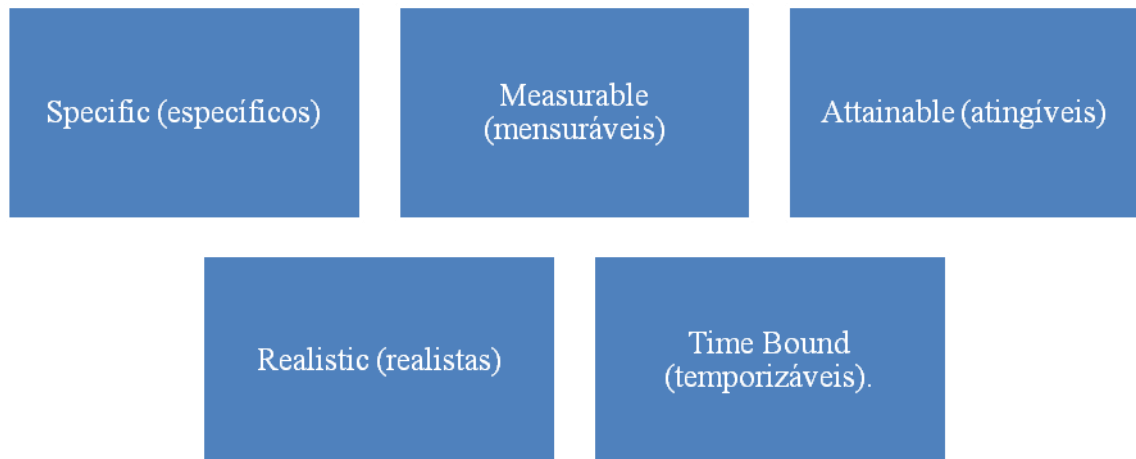 Specific (específicos)
Measurable
(mensuráveis)
Attainable (atingíveis)
Realistic (realistas)
Time Bound
(temporizáveis).